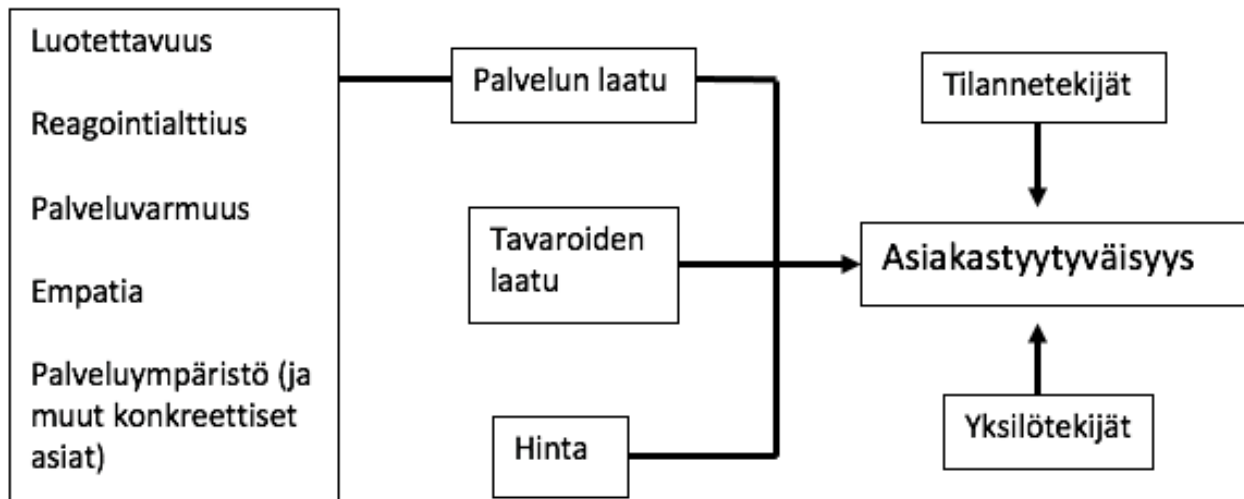 Luotettavuus
Reagointialttius
Palveluvarmuus
Empatia
Palveluympäristö (ja
muut konkreettiset
asiat)
Palvelun laatu
Tavaroiden
laatu
Hinta
Tilannetekijät
Asiakastyytyväisyys
Yksilötekijät